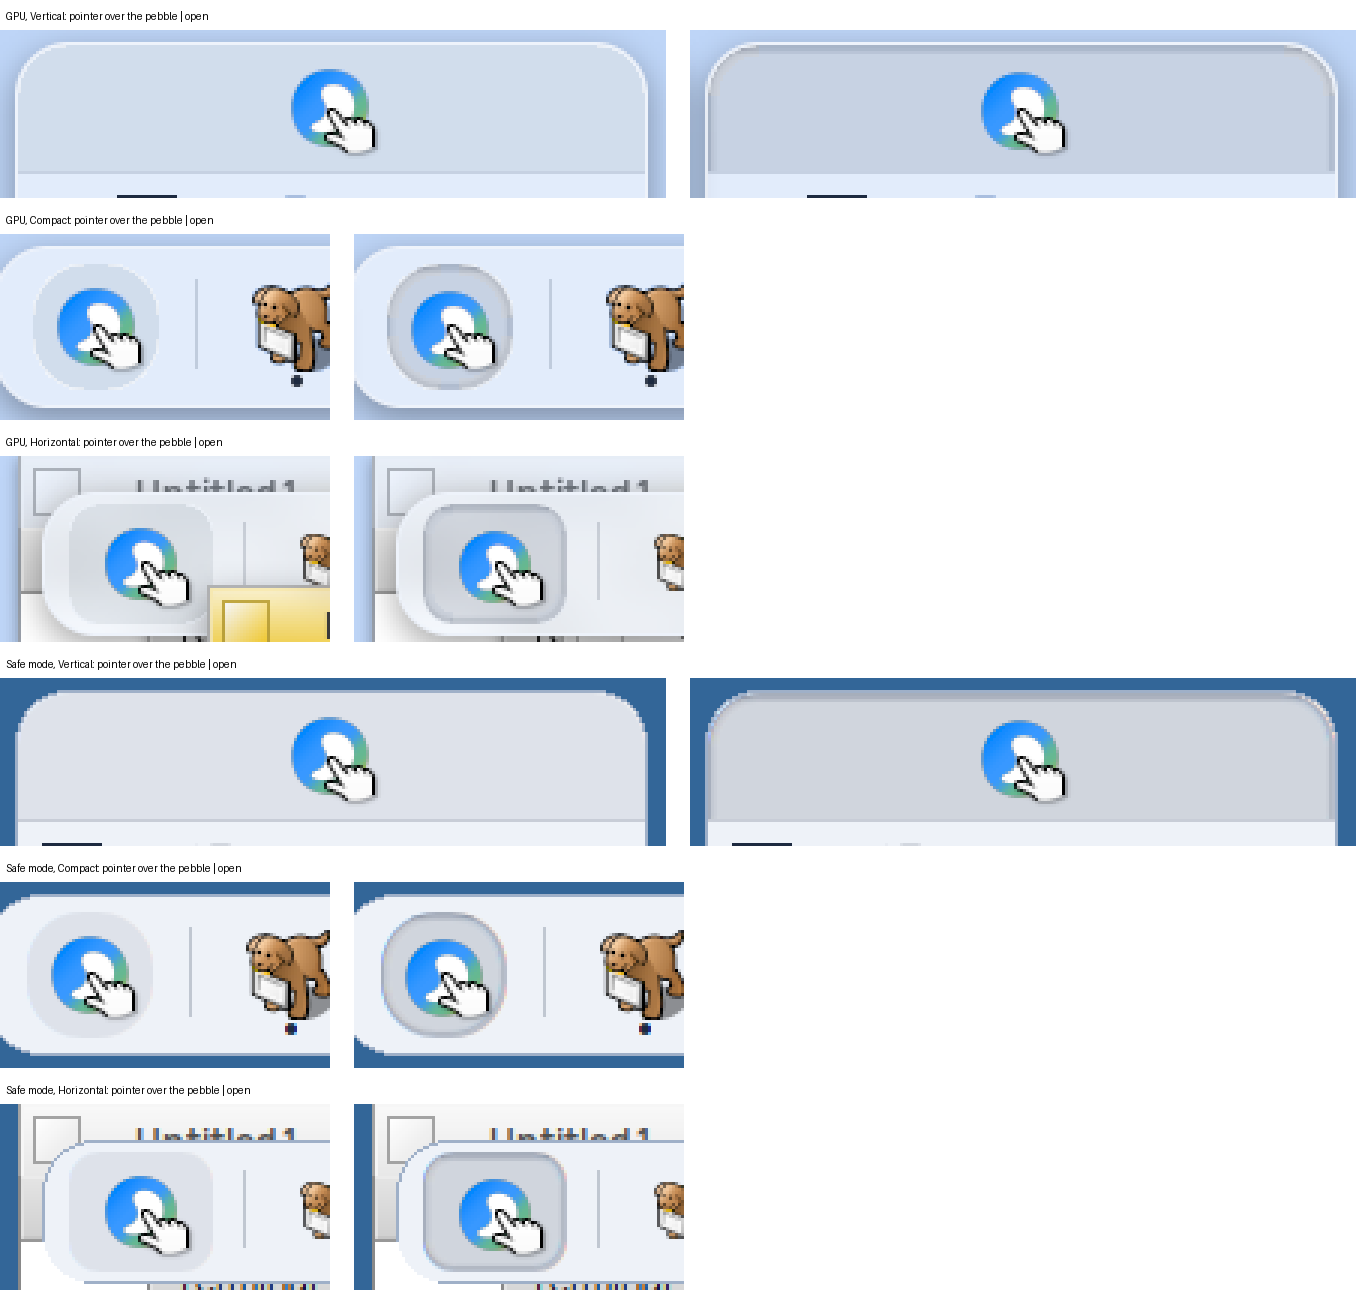 GPU, Vertical: pointer over the pebble | open
GPU, Compact: pointer over the pebble | open
GPU, Horizontal: pointer over the pebble | open
Untitled1 Untitled1
Safe mode, Vertical: pointer over the pebble | open
Safe mode, Compact: pointer over the pebble | open
Safe mode, Horizontal: pointer over the pebble | open
Untitled1 Untitled1